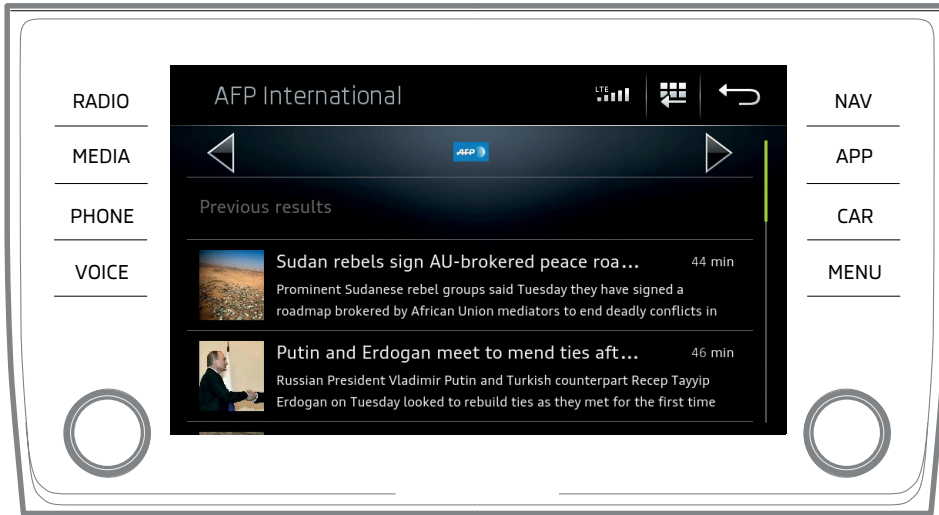 RADIO
MEDIA
PHONE
VOICE
AFP International
LTE
AFP
Previous results
Sudan rebels sign AU-brokered peace roa...
44 min
Prominent Sudanese rebel groups said Tuesday they have signed a
roadmap brokered by African Union mediators to end deadly conflicts in
Putin and Erdogan meet to mend ties aft...
46 min
Russian President Vladimir Putin and Turkish counterpart Recep Tayyip
Erdogan on Tuesday looked to rebuild ties as they met for the first time
NAV
APP
CAR
MENU